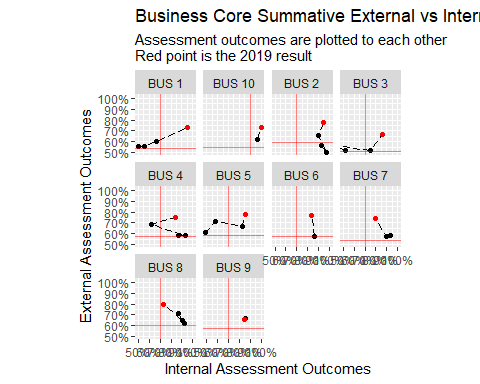 Business Core Summative External vs Inter
Assessment outcomes are plotted to each other
Red point is the 2019 result
BUS 1
BUS 10
BUS 2
BUS 3
100%
90%
80%
70%
60%
50%
BUS 4
BUS 5
BUS 6
BUS 7
100%
90%
80%
70%
60%
50%
BUS 8
BUS 9
100%
90%
80%
70%
60%
50%
External Assessment Outcomes
Internal Assessment Outcomes